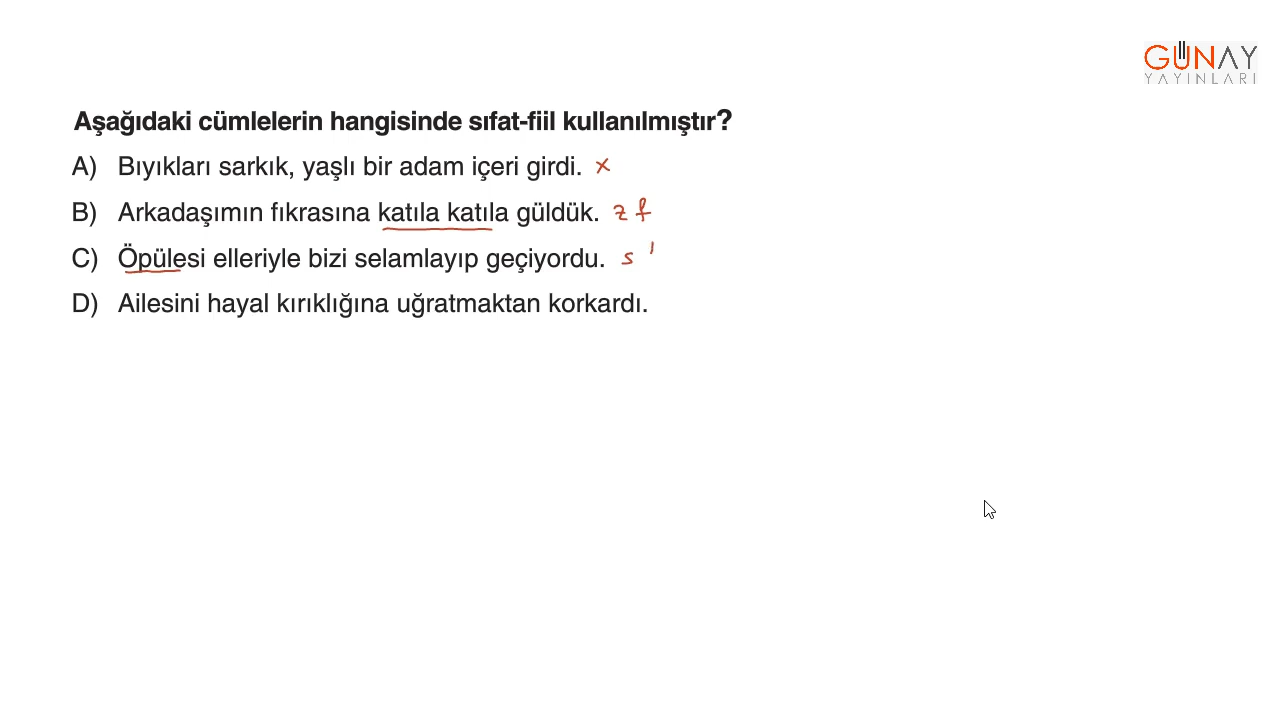 GÜNAY
YAYINLARI
Aşağıdaki cümlelerin hangisinde sıfat-fiil kullanılmıştır?
A) Bıyıkları sarkık, yaşlı bir adam içeri girdi. x
B) Arkadaşımın fıkrasına katıla katıla güldük. z f
C) Öpülesi elleriyle bizi selamlayıp geçiyordu. s
D) Ailesini hayal kırıklığına uğratmaktan korkardı.